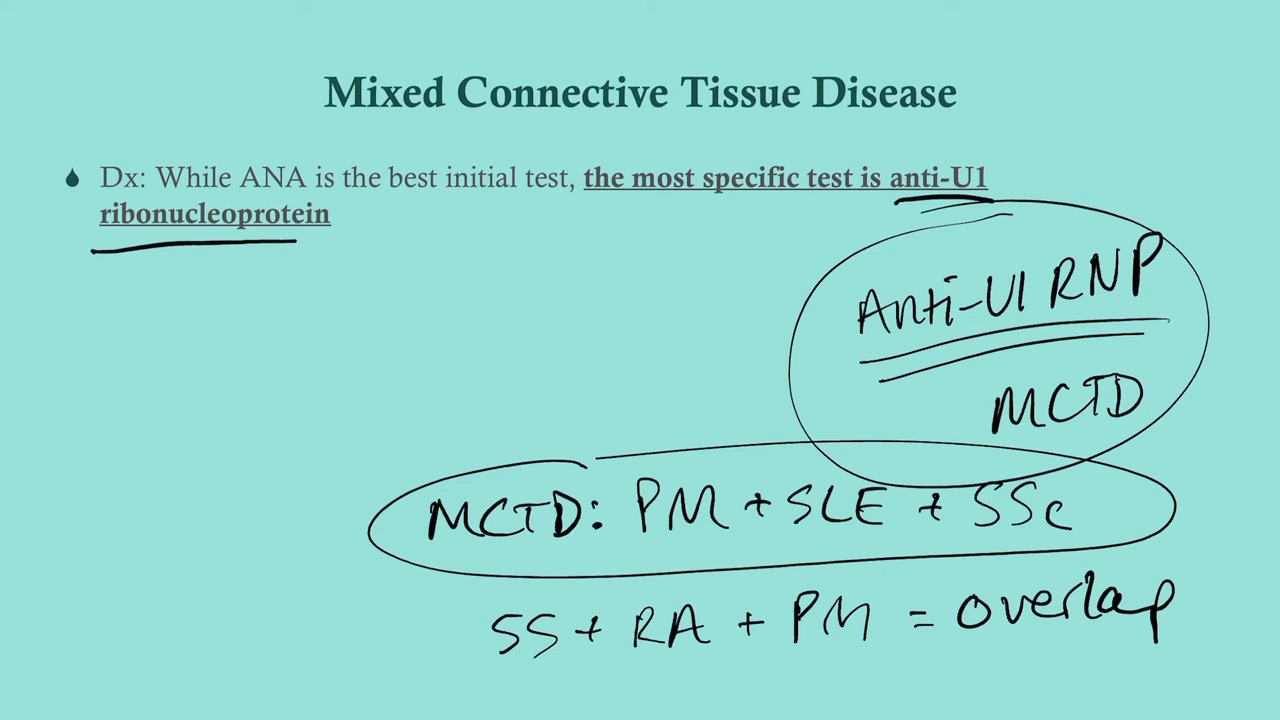 Mixed Connective Tissue Disease
Dx: While ANA is the best initial test, the most specific test is anti-U1
ribonucleoprotein
Anti-U1 RNP
MCTD
MCTD: PM + SLE + SSc
SS + RA + PM = overlap